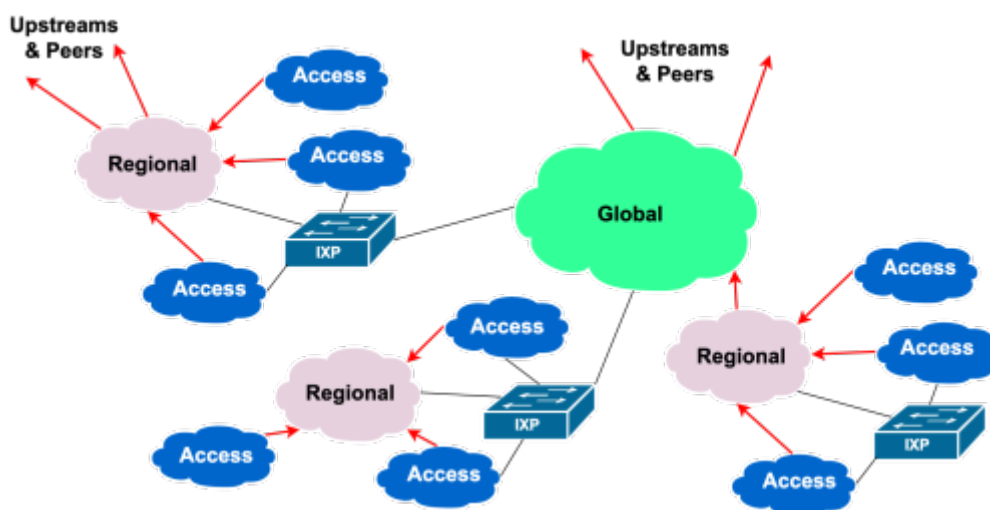 Upstreams
& Peers
Access
Access
Regional
IXP
Access
Upstreams
& Peers
Global
Access
Access
Regional
IXP
Access
Access
Regional
IXP
Access
Access